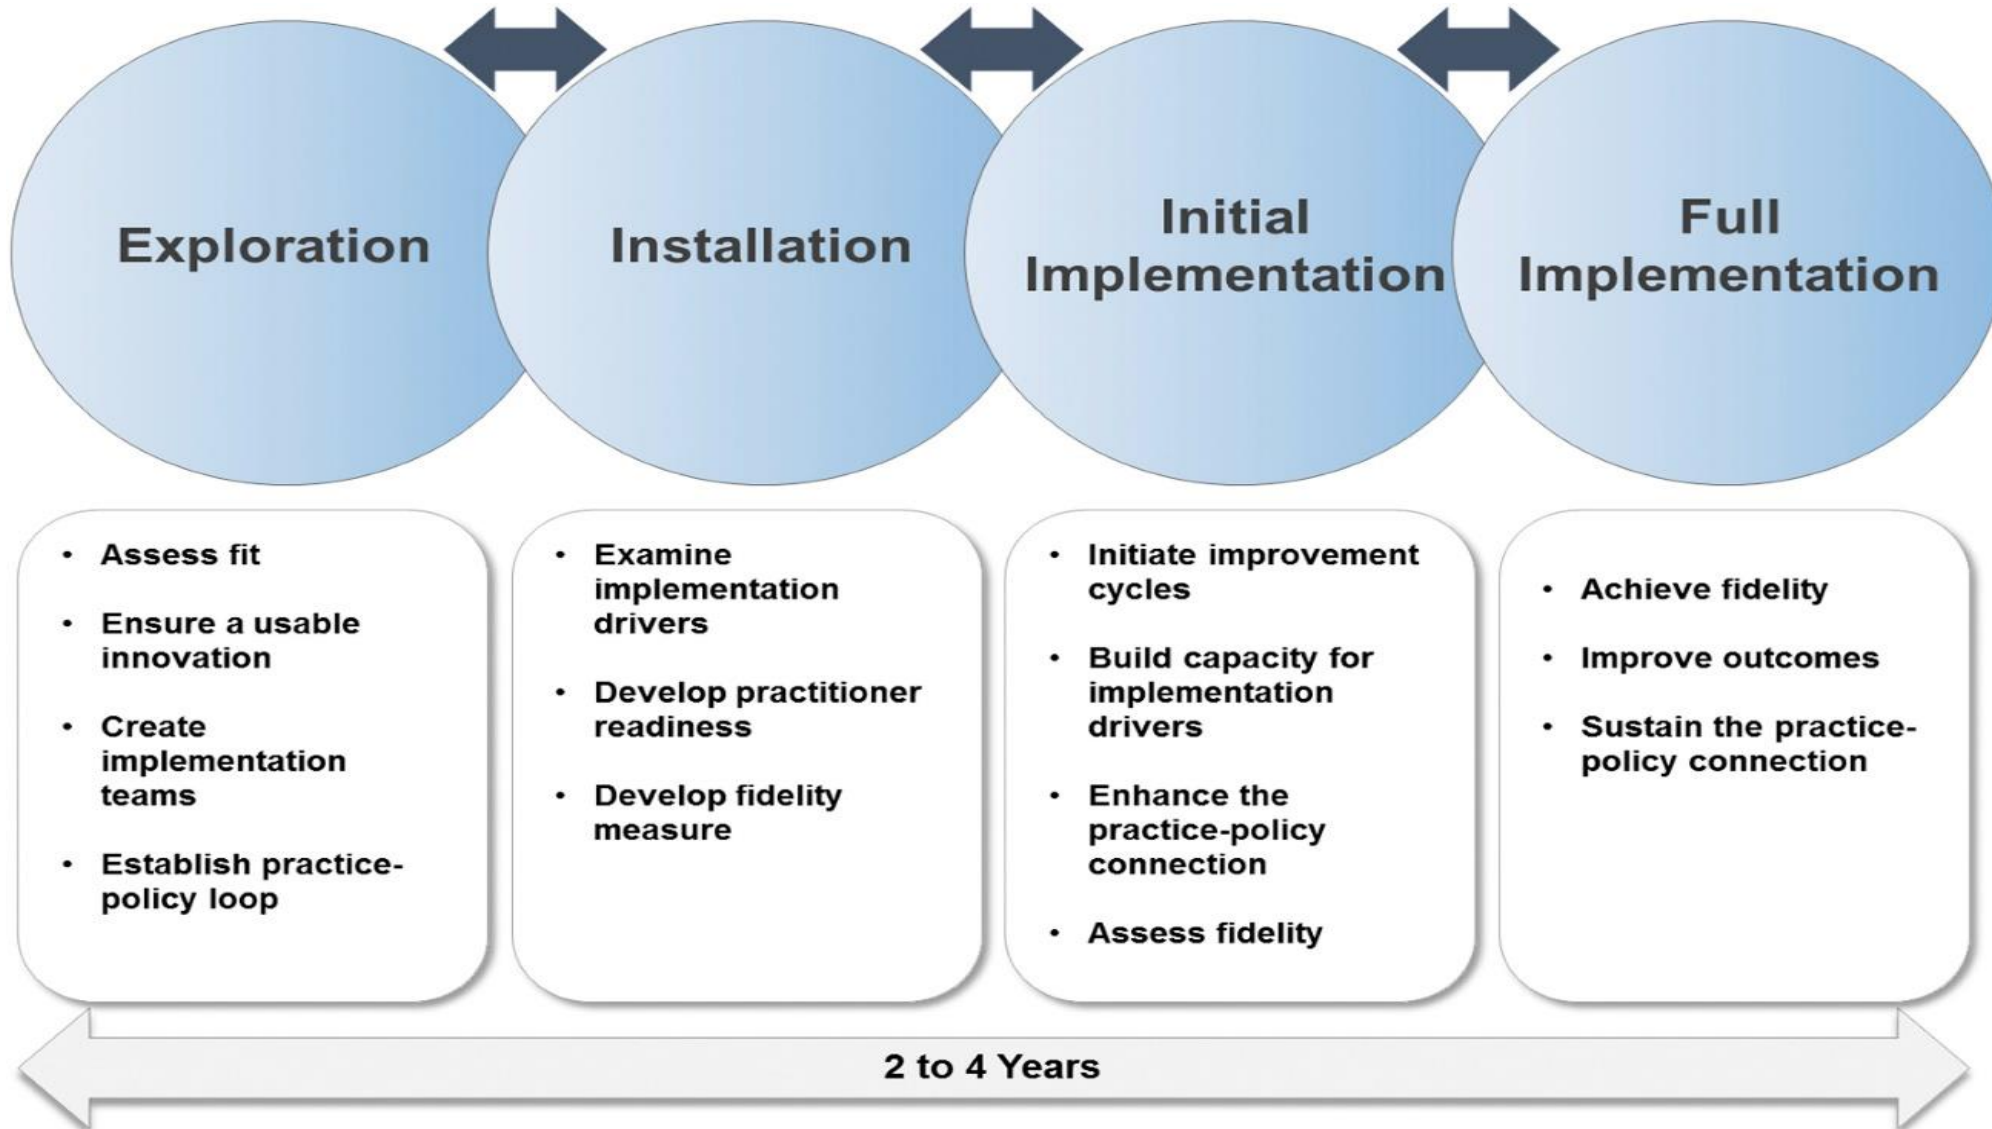 Exploration
Installation
Initial
Implementation
Full
Implementation
• Assess fit
• Ensure a usable
innovation
• Create
implementation
teams
• Establish practice-
policy loop
• Examine
implementation
drivers
• Develop practitioner
readiness
• Develop fidelity
measure
• Initiate improvement
cycles
• Build capacity for
implementation
drivers
• Enhance the
practice-policy
connection
• Assess fidelity
• Achieve fidelity
• Improve outcomes
• Sustain the practice-
policy connection
2 to 4 Years